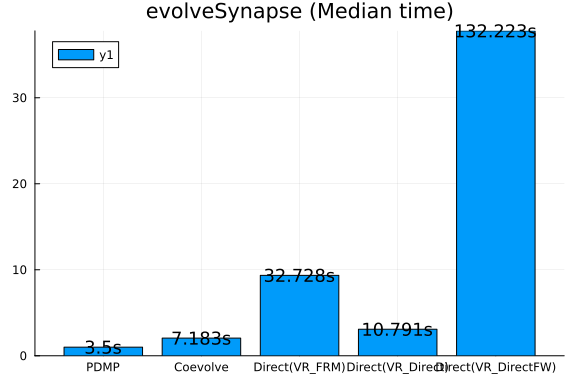 evolveSynapse (Median time)
y1
30
20
10
0
3.5s
7.183s
32.728s
10.791s
132.223s
PDMP
Coevolve
Direct(VR_FRM)
Direct(VR_Direct)
Direct(VR_DirectFW)